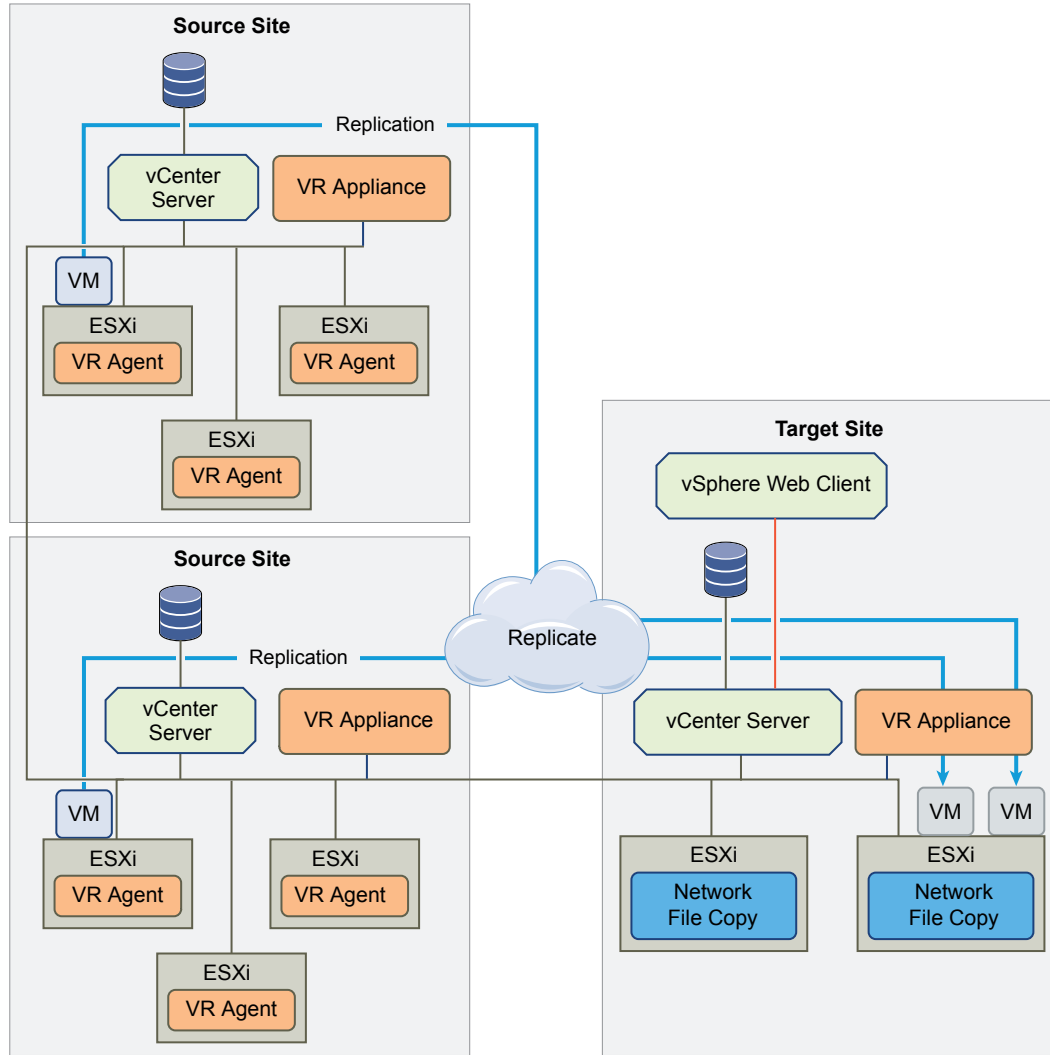 Source Site
Replication
vCenter
Server
VR Appliance
VM
ESXi
VR Agent
ESXi
VR Agent
ESXi
VR Agent
Source Site
Replication
vCenter
Server
VR Appliance
VM
ESXi
VR Agent
ESXi
VR Agent
ESXi
VR Agent
Replicate
Target Site
vSphere Web Client
vCenter Server
VR Appliance
VM
VM
ESXi
Network
File Copy
ESXi
Network
File Copy